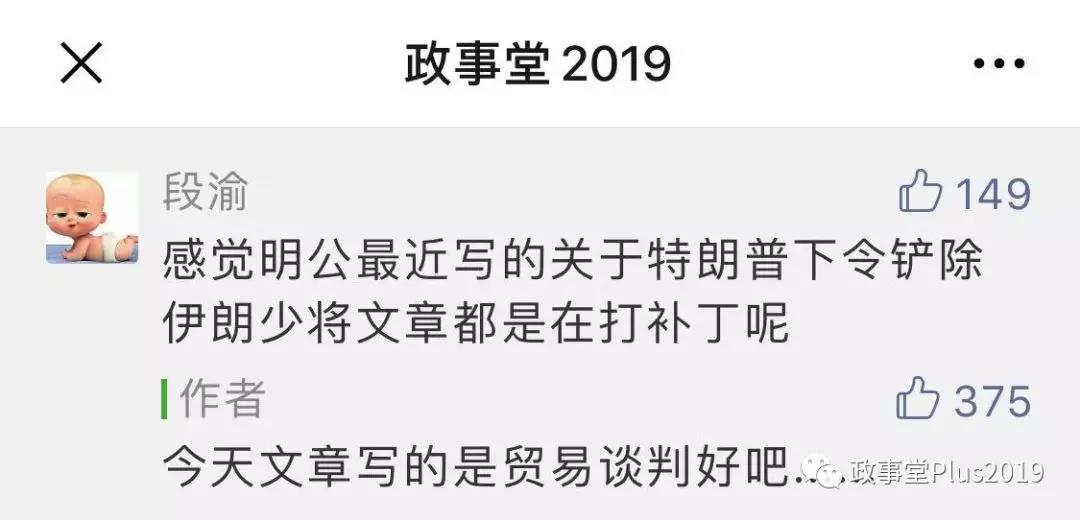 政事堂2019
段渝 149
感觉明公最近写的关于特朗普下令铲除
伊朗少将文章都是在打补丁呢
作者 375
今天文章写的是贸易谈判好吧......
政事堂Plus2019